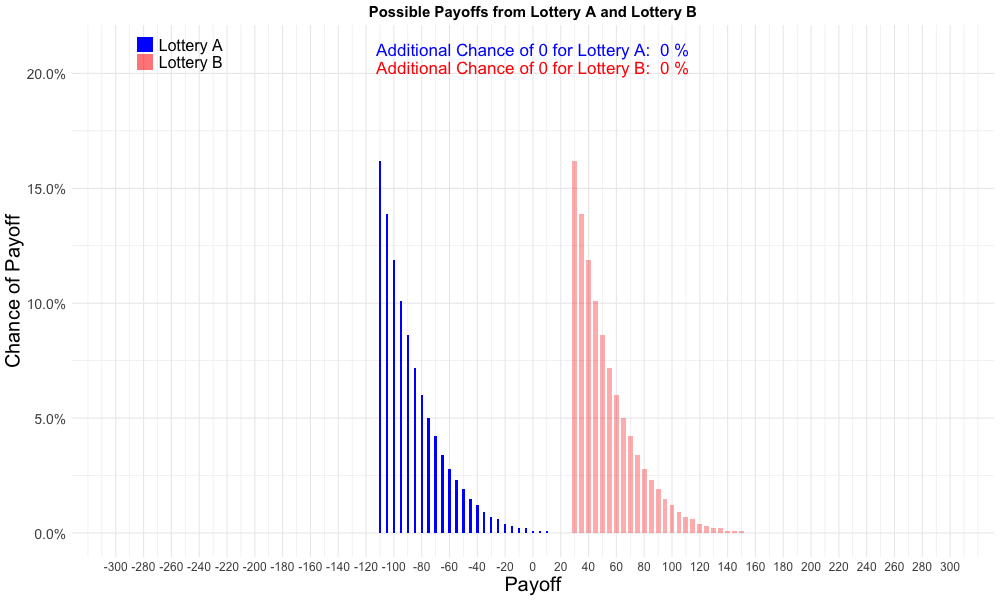 Possible Payoffs from Lottery A and Lottery B
Lottery A
Lottery B
Additional Chance of 0 for Lottery A:  0 %
Additional Chance of 0 for Lottery B:  0 %
Chance of Payoff
20.0%
15.0%
10.0%
5.0%
0.0%
-300 -280 -260 -240 -220 -200 -180 -160 -140 -120 -100 -80 -60 -40 -20 0 20 40 60 80 100 120 140 160 180 200 220 240 260 280 300
Payoff